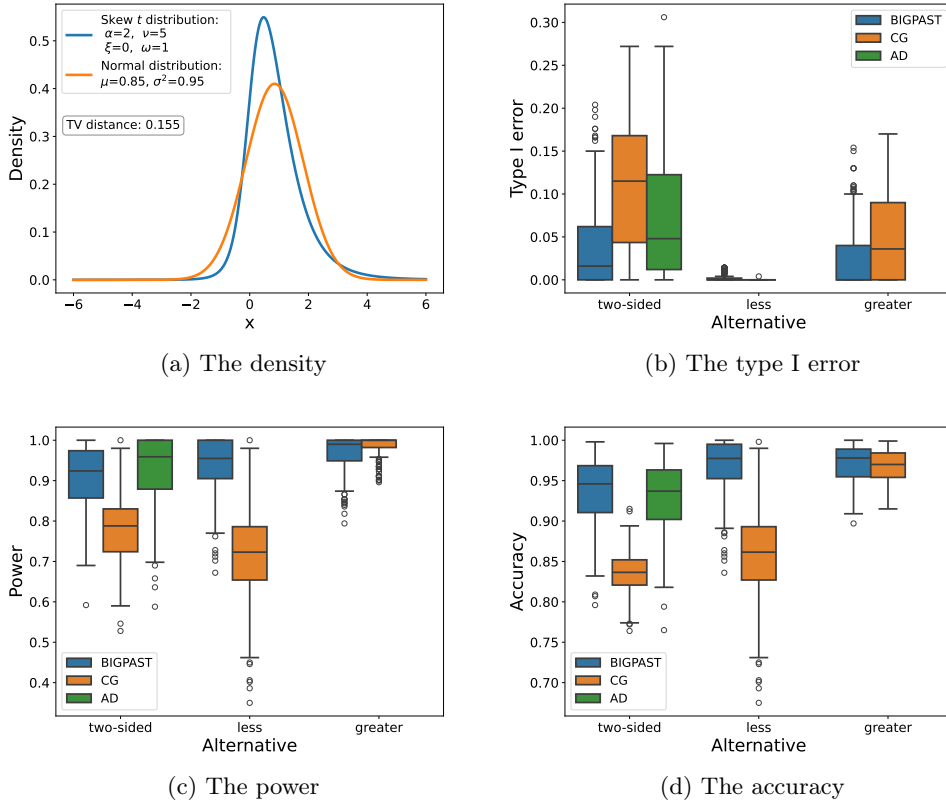 Skew t distribution:
α=2, ν=5
ξ=0, ω=1
Normal distribution:
μ=0.85, σ²=0.95
TV distance: 0.155
Density
0.5
0.4
0.3
0.2
0.1
0.0
−6 −4 −2 0 2 4 6
x
(a) The density
BIGPAST
CG
AD
Type I error
0.30
0.25
0.20
0.15
0.10
0.05
0.00
two-sided less greater
Alternative
(b) The type I error
Power
1.0
0.9
0.8
0.7
0.6
0.5
0.4
BIGPAST
CG
AD
two-sided less greater
Alternative
(c) The power
Accuracy
1.00
0.95
0.90
0.85
0.80
0.75
0.70
BIGPAST
CG
AD
two-sided less greater
Alternative
(d) The accuracy